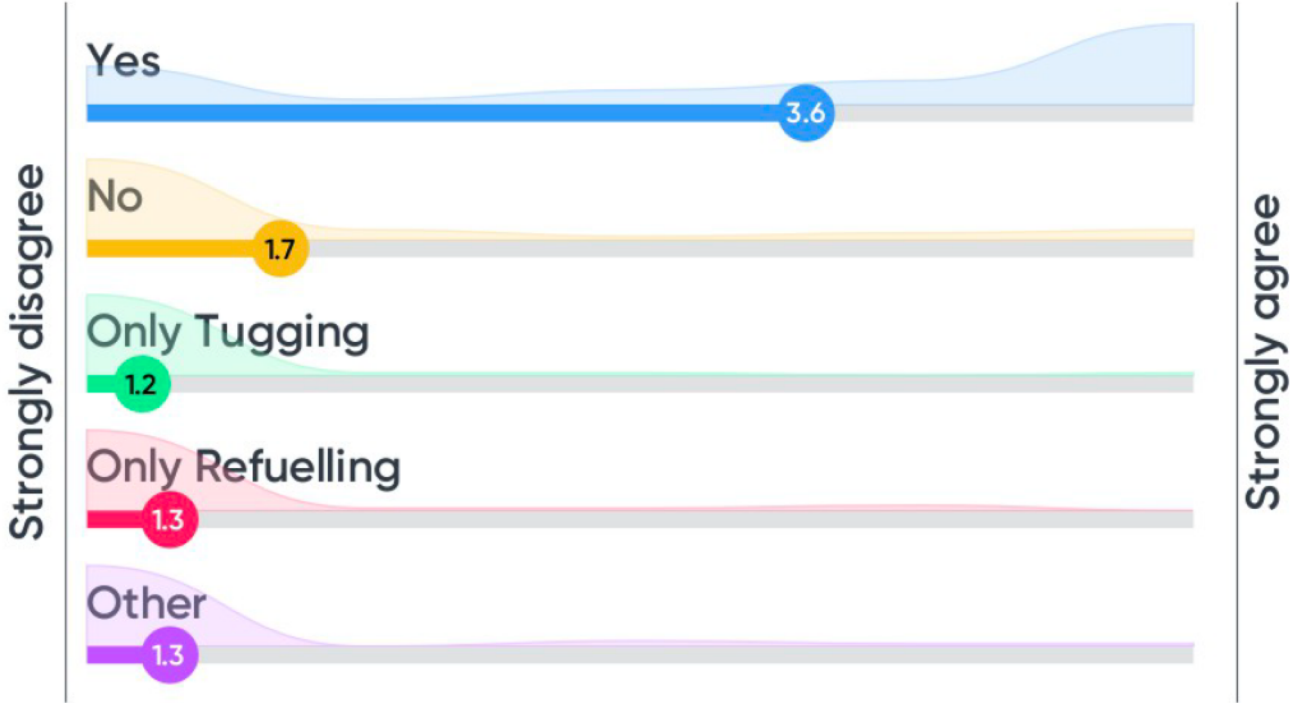 Strongly disagree
Yes
3.6
No
1.7
Only Tugging
1.2
Only Refuelling
1.3
Other
1.3
Strongly agree